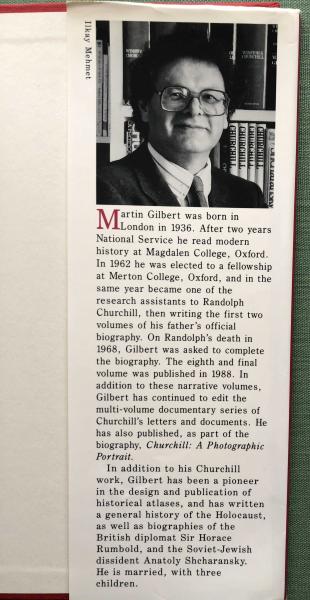 Ilkay Mehmet
CHURCHILL
CHURCHILL
CHURCHILL
Martin Gilbert was born in
London in 1936. After two years
National Service he read modern
history at Magdalen College, Oxford.
In 1962 he was elected to a fellowship
at Merton College, Oxford, and in the
same year became one of the
research assistants to Randolph
Churchill, then writing the first two
volumes of his father's official
biography. On Randolph's death in
1968, Gilbert was asked to complete
the biography. The eighth and final
volume was published in 1988. In
addition to these narrative volumes,
Gilbert has continued to edit the
multi-volume documentary series of
Churchill's letters and documents. He
has also published, as part of the
biography, Churchill: A Photographic
Portrait.
In addition to his Churchill
work, Gilbert has been a pioneer
in the design and publication of
historical atlases, and has written
a general history of the Holocaust,
as well as biographies of the
British diplomat Sir Horace
Rumbold, and the Soviet-Jewish
dissident Anatoly Shcharansky.
He is married, with three
children.